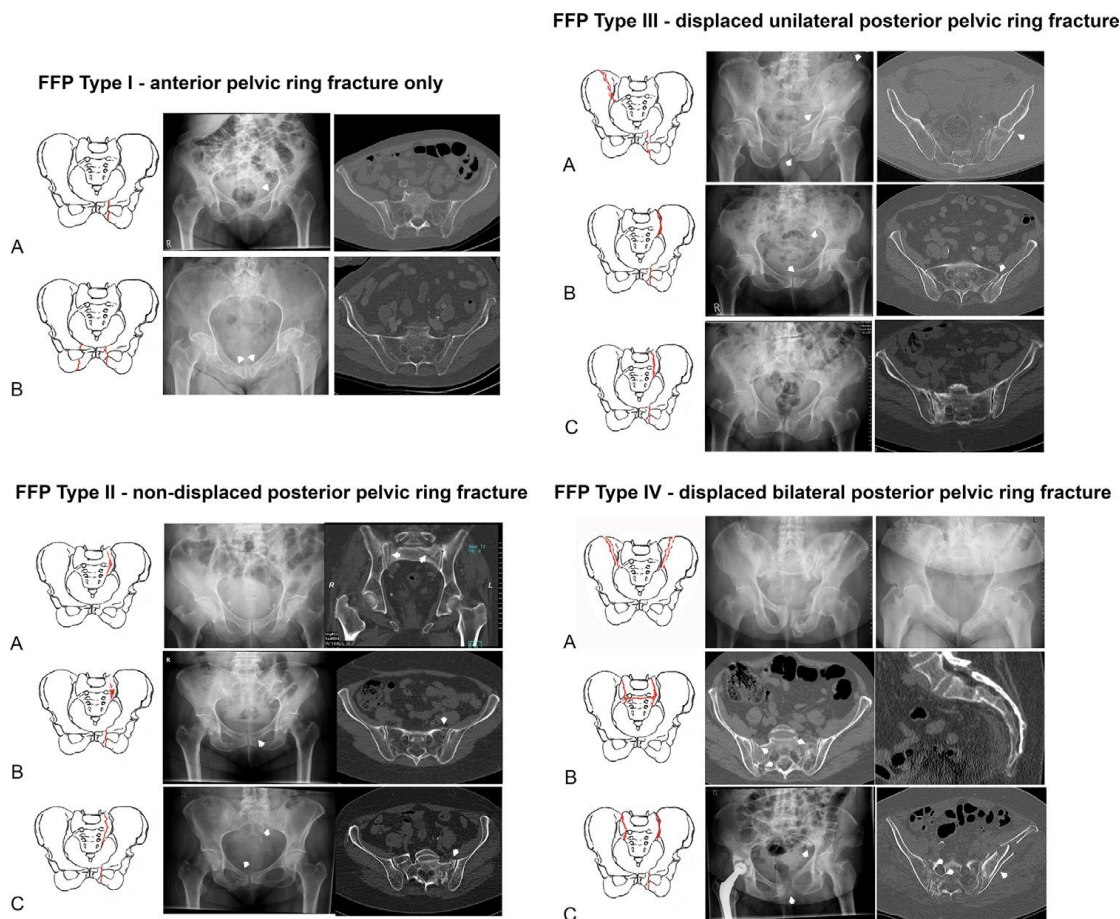 FFP Type I - anterior pelvic ring fracture only
A
R
B
FFP Type III - displaced unilateral posterior pelvic ring fracture
A
B
R
C
FFP Type II - non-displaced posterior pelvic ring fracture
A
R
L
B
R
C
FFP Type IV - displaced bilateral posterior pelvic ring fracture
A
L
B
C